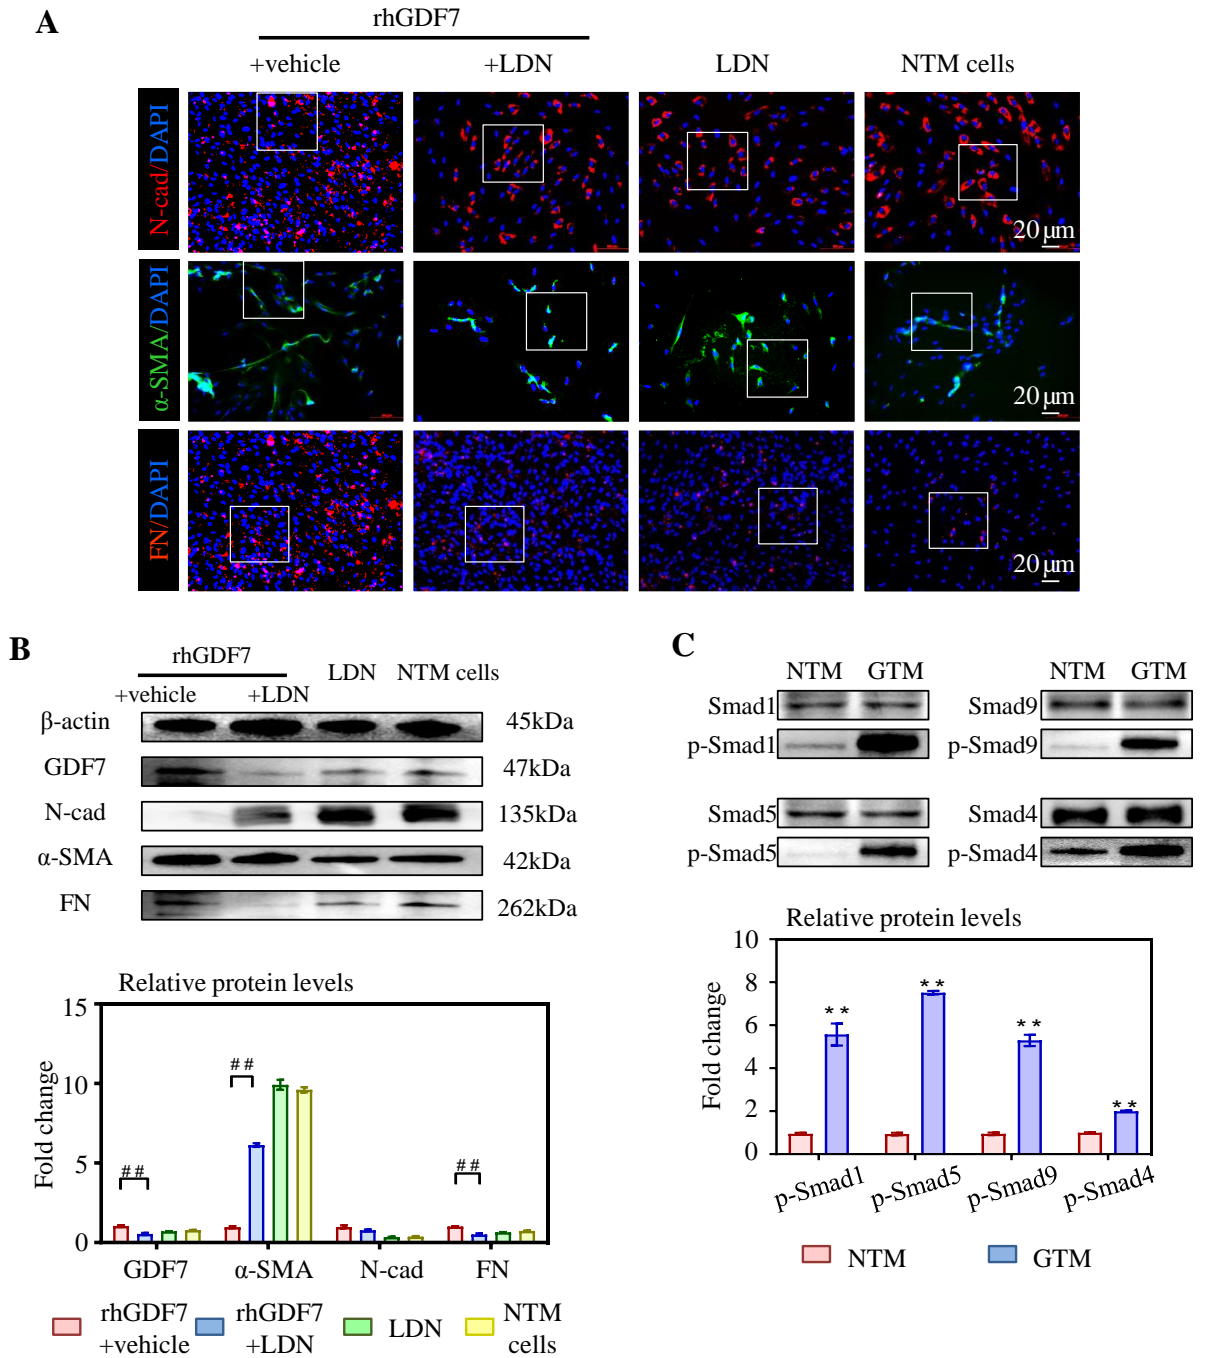 A
rhGDF7
+vehicle +LDN LDN NTM cells
N-cad/DAPI
20 μm
α-SMA/DAPI
20 μm
FN/DAPI
20 μm
B
rhGDF7 LDN NTM cells
+vehicle +LDN
β-actin 45kDa
GDF7 47kDa
N-cad 135kDa
α-SMA 42kDa
FN 262kDa
Relative protein levels
Fold change
15
10
5
0
## ## ##
GDF7 α-SMA N-cad FN
rhGDF7 +vehicle
rhGDF7 +LDN
LDN
NTM cells
C
NTM GTM NTM GTM
Smad1 Smad9
p-Smad1 p-Smad9
Smad5 Smad4
p-Smad5 p-Smad4
Relative protein levels
Fold change
10
8
6
4
2
0
** ** ** **
p-Smad1 p-Smad5 p-Smad9 p-Smad4
NTM GTM